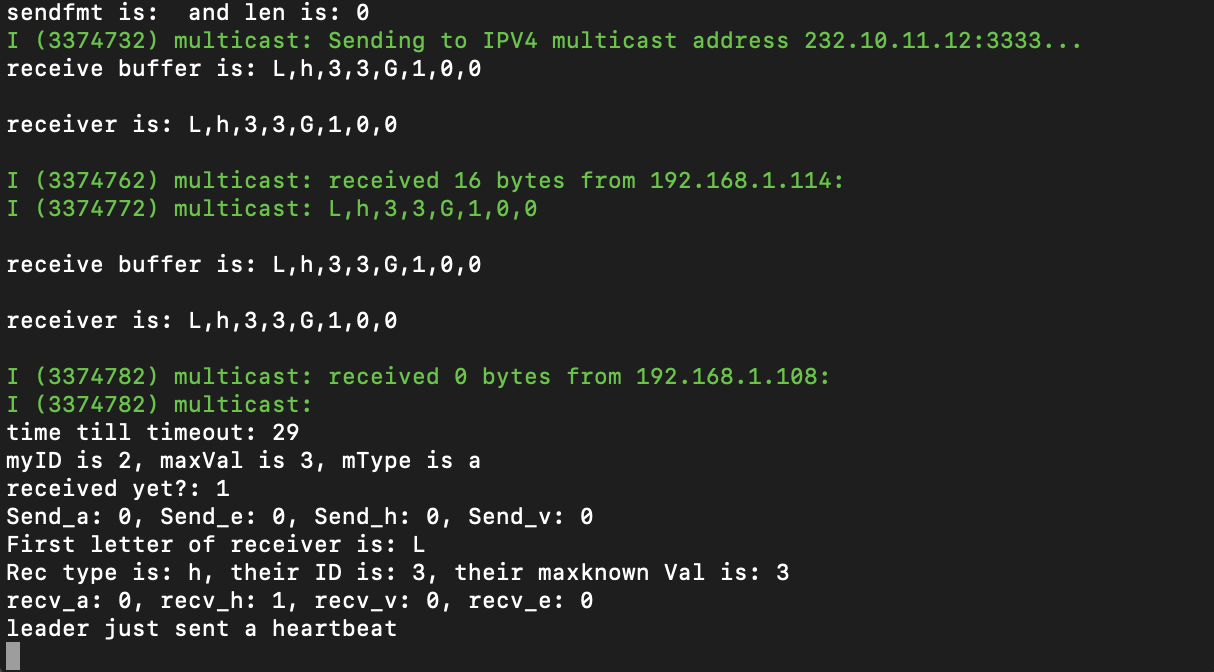 sendfmt is:  and len is: 0
I (3374732) multicast: Sending to IPV4 multicast address 232.10.11.12:3333...
receive buffer is: L,h,3,3,G,1,0,0
receiver is: L,h,3,3,G,1,0,0
I (3374762) multicast: received 16 bytes from 192.168.1.114:
I (3374772) multicast: L,h,3,3,G,1,0,0
receive buffer is: L,h,3,3,G,1,0,0
receiver is: L,h,3,3,G,1,0,0
I (3374782) multicast: received 0 bytes from 192.168.1.108:
I (3374782) multicast:
time till timeout: 29
myID is 2, maxVal is 3, mType is a
received yet?: 1
Send_a: 0, Send_e: 0, Send_h: 0, Send_v: 0
First letter of receiver is: L
Rec type is: h, their ID is: 3, their maxknown Val is: 3
recv_a: 0, recv_h: 1, recv_v: 0, recv_e: 0
leader just sent a heartbeat